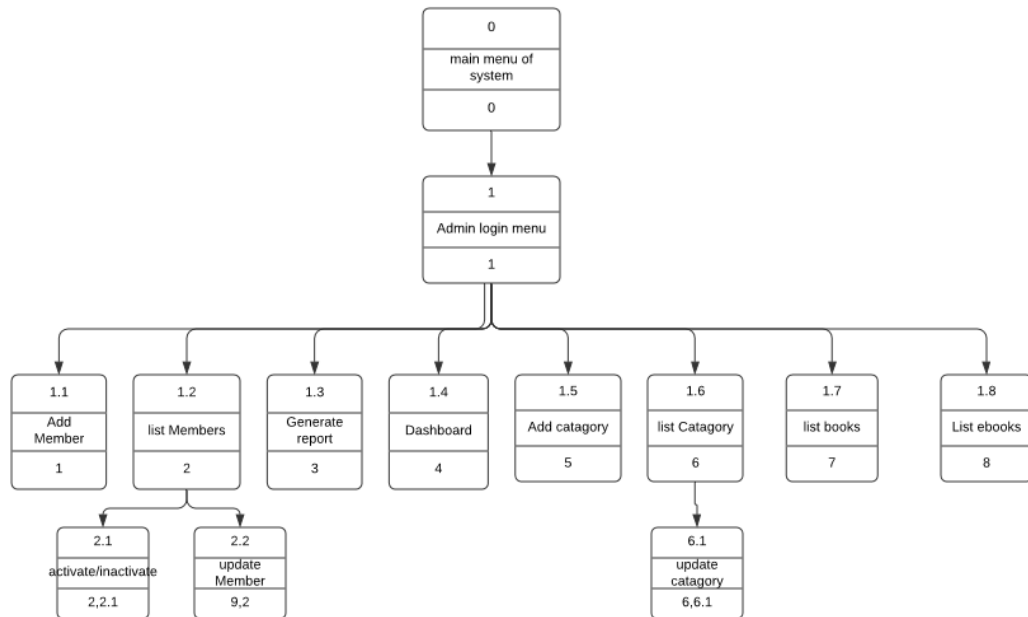 0
main menu of
system
0
1
Admin login menu
1
1.1
Add
Member
1
1.2
list Members
2
1.3
Generate
report
3
1.4
Dashboard
4
1.5
Add catagory
5
1.6
list Catagory
6
1.7
list books
7
1.8
List ebooks
8
2.1
activate/inactivate
2,2.1
2.2
update
Member
9,2
6.1
update
catagory
6,6.1